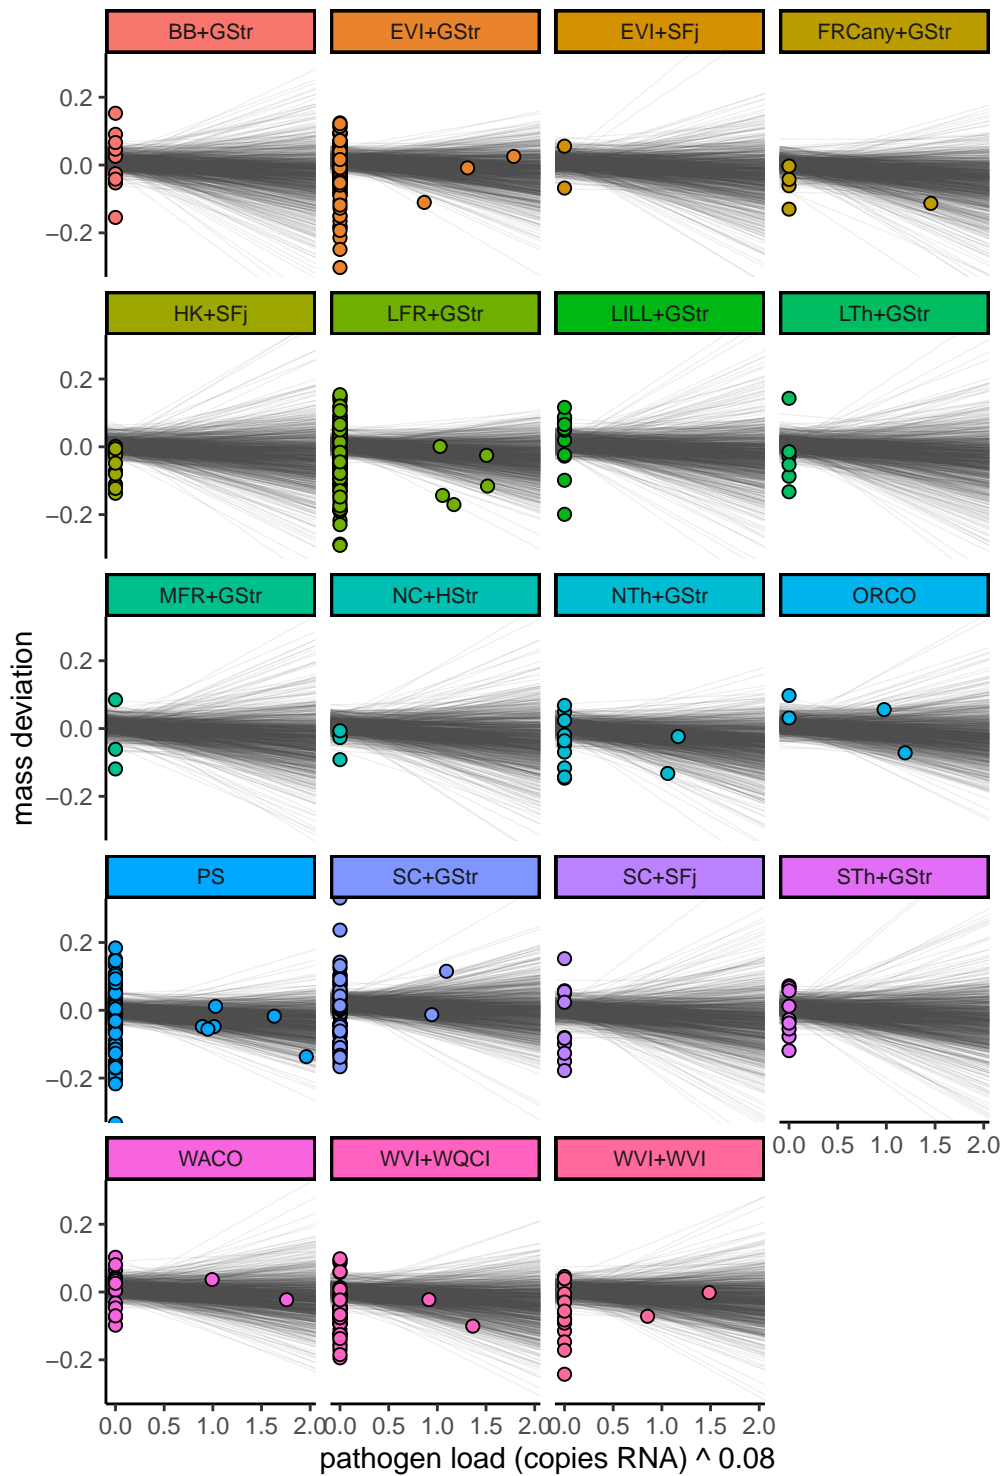 BB+GStr EVI+GStr EVI+SFj FRCany+GStr
0.2
0.0
−0.2
HK+SFj LFR+GStr LILL+GStr LTh+GStr
0.2
0.0
−0.2
MFR+GStr NC+HStr NTh+GStr ORCO
0.2
0.0
−0.2
mass deviation
PS SC+GStr SC+SFj STh+GStr
0.2
0.0
−0.2
0.0 1.0 2.0
WACO WVI+WQCI WVI+WVI
0.2
0.0
−0.2
0.0 0.5 1.0 1.5 2.0 0.0 0.5 1.0 1.5 2.0 0.0 0.5 1.0 1.5 2.0
pathogen load (copies RNA) ^ 0.08